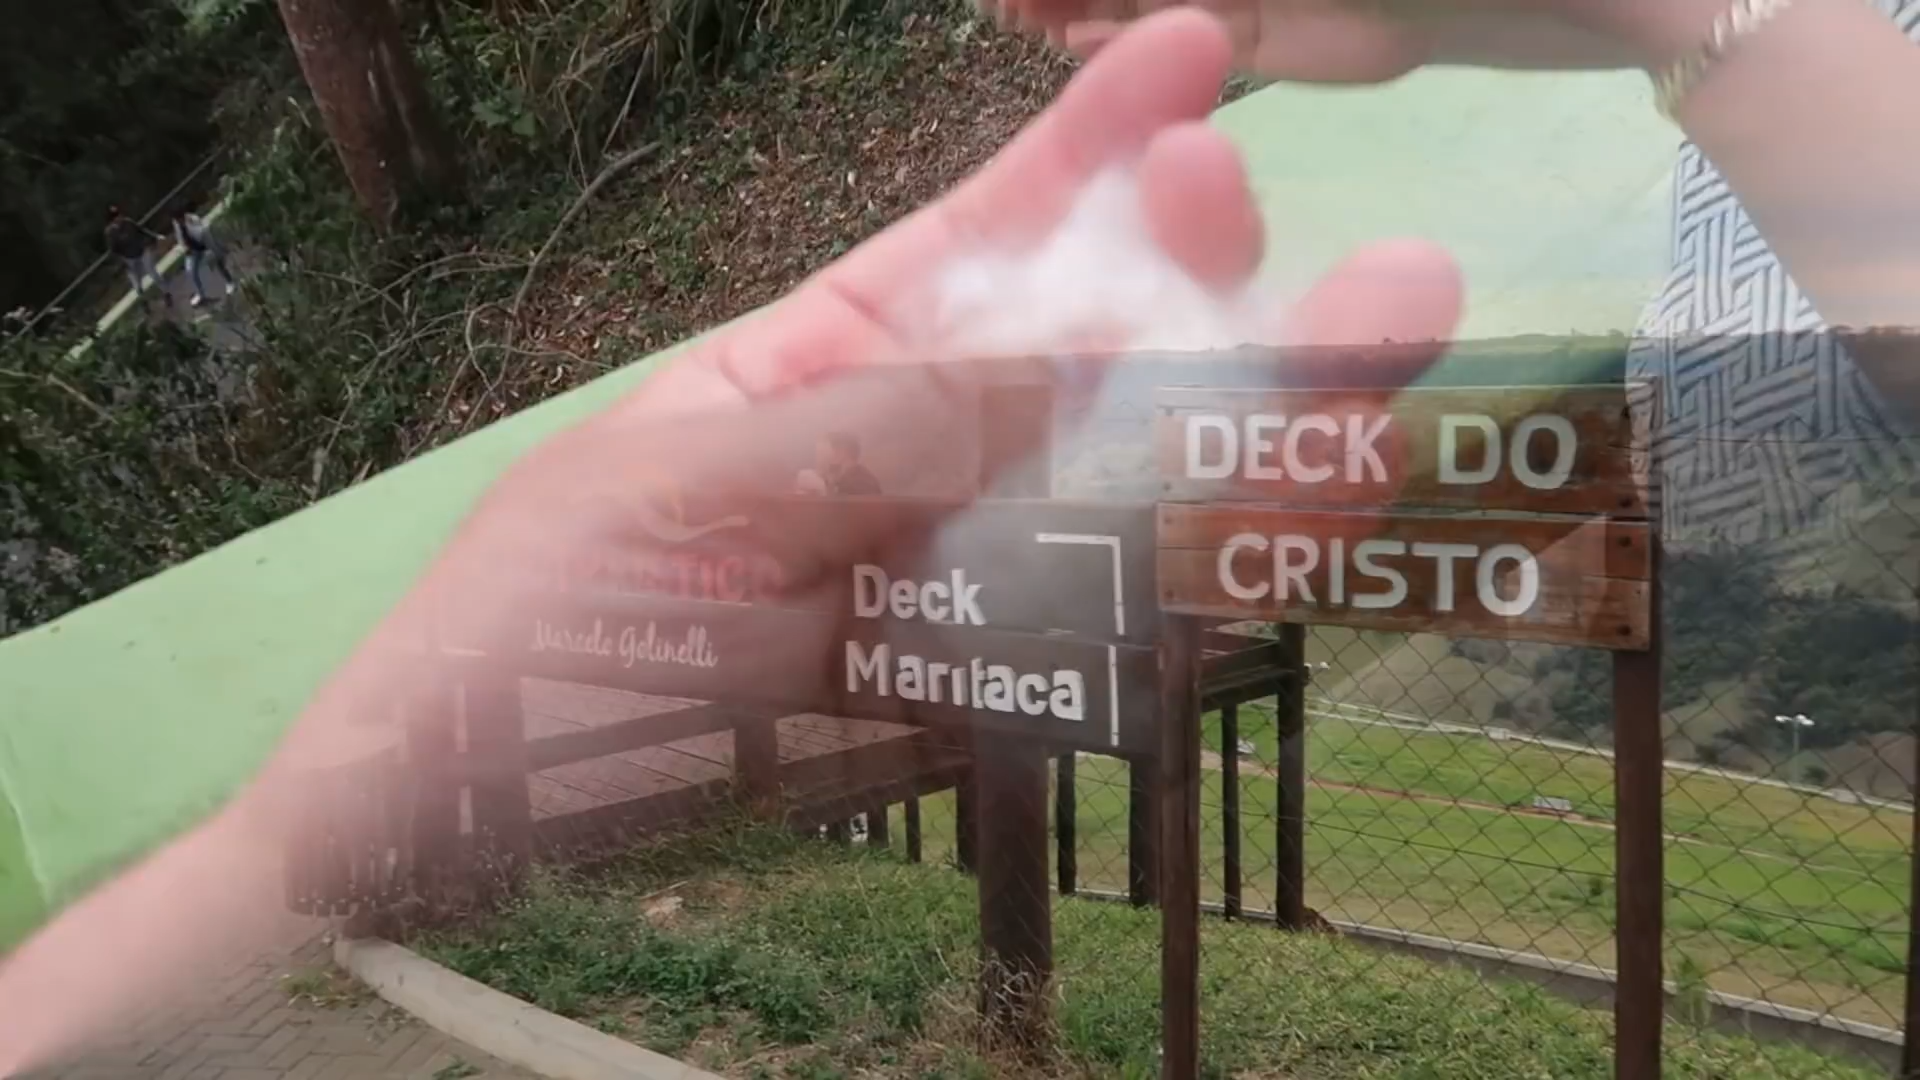 Marcelo Golinelli
Deck
Maritaca
DECK DO
CRISTO